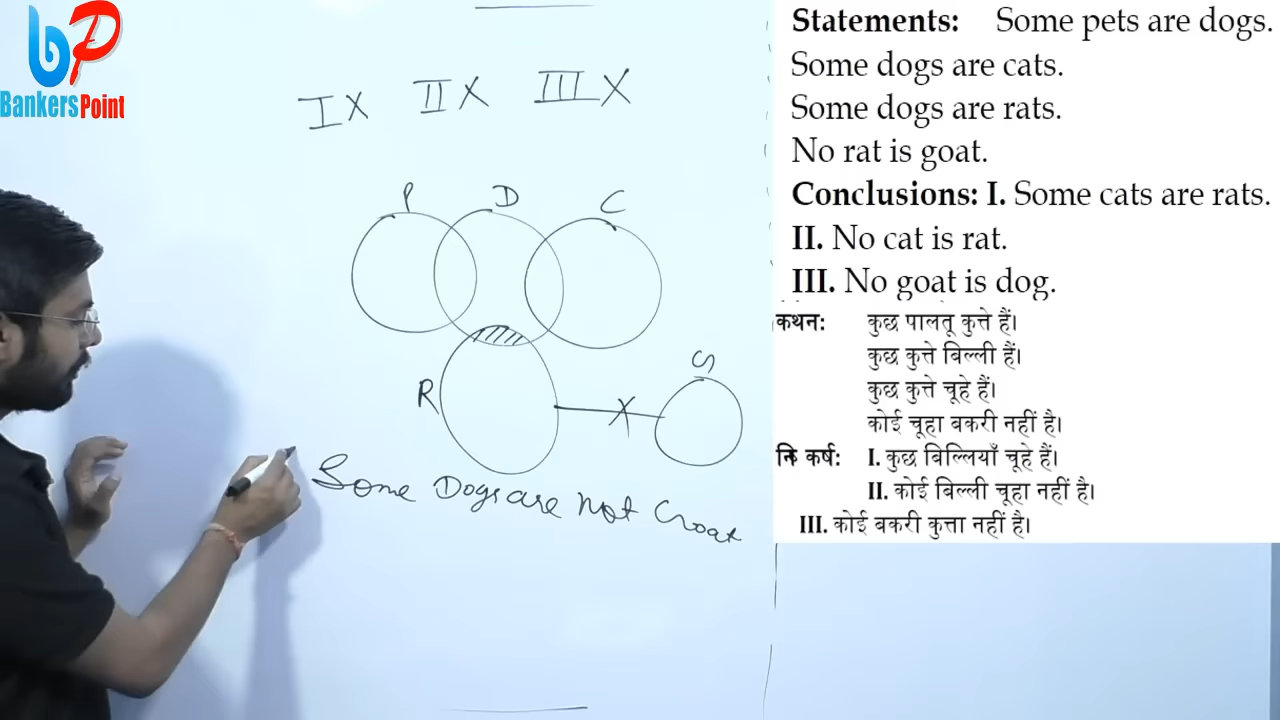 bP
BankersPoint
I X II X III X
P D C
R G
Some Dogs are Not Goat
Statements: Some pets are dogs.
Some dogs are cats.
Some dogs are rats.
No rat is goat.
Conclusions: I. Some cats are rats.
II. No cat is rat.
III. No goat is dog.
कथनः कुछ पालतू कुत्ते हैं।
कुछ कुत्ते बिल्ली हैं।
कुछ कुत्ते चूहे हैं।
कोई चूहा बकरी नहीं है।
निष्कर्षः I. कुछ बिल्लियाँ चूहे हैं।
II. कोई बिल्ली चूहा नहीं है।
III. कोई बकरी कुत्ता नहीं है।